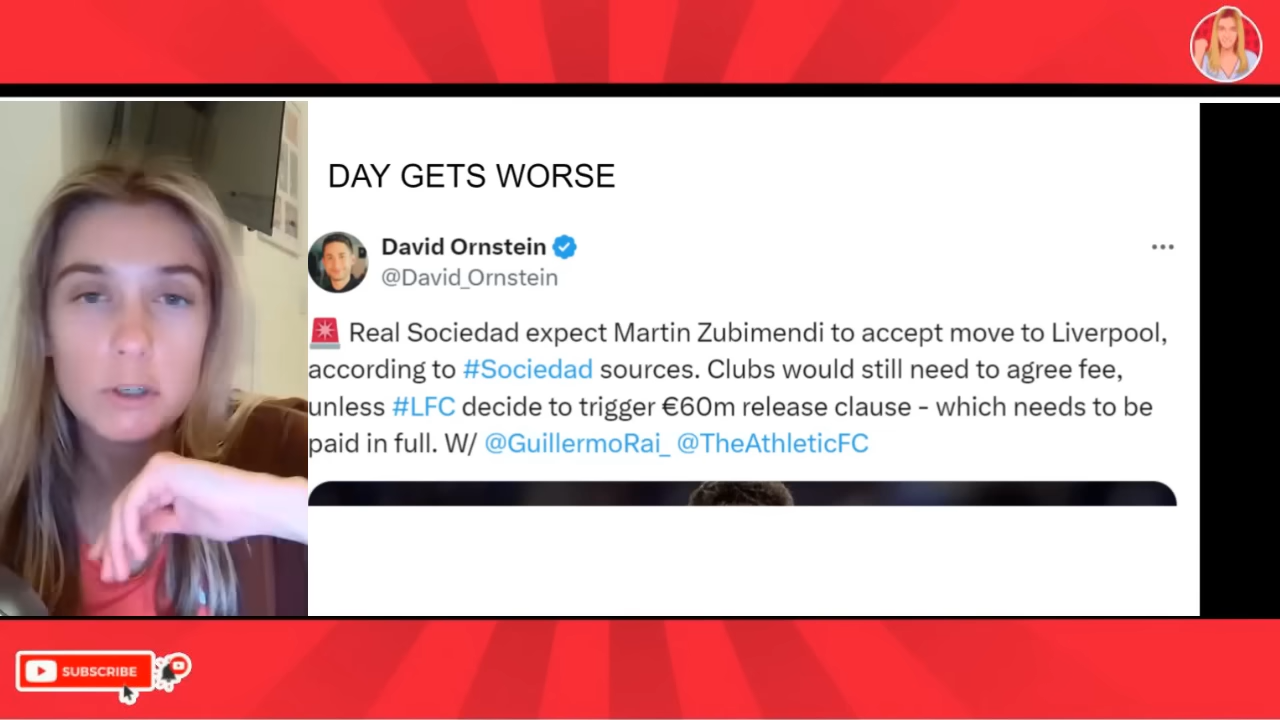 DAY GETS WORSE
David Ornstein
@David_Ornstein
Real Sociedad expect Martin Zubimendi to accept move to Liverpool,
according to #Sociedad sources. Clubs would still need to agree fee,
unless #LFC decide to trigger €60m release clause - which needs to be
paid in full. W/ @GuillermoRai_ @TheAthleticFC
SUBSCRIBE